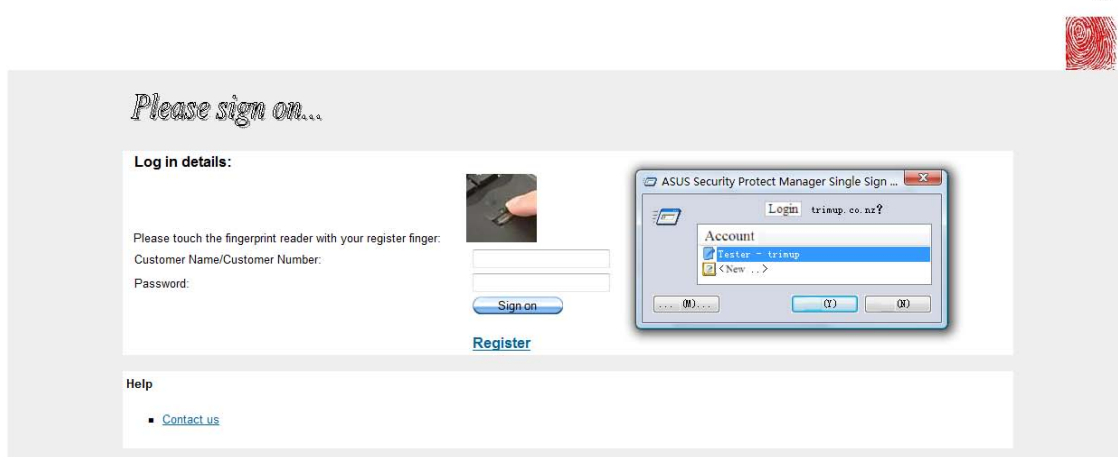 Please sign on...
Log in details:
Please touch the fingerprint reader with your register finger:
Customer Name/Customer Number:
Password:
Sign on
Register
ASUS Security Protect Manager Single Sign ...
Login trimup.co.nz?
Account
Tester - trimup
<New ..>
... (M)...
(Y)
(N)
Help
Contact us